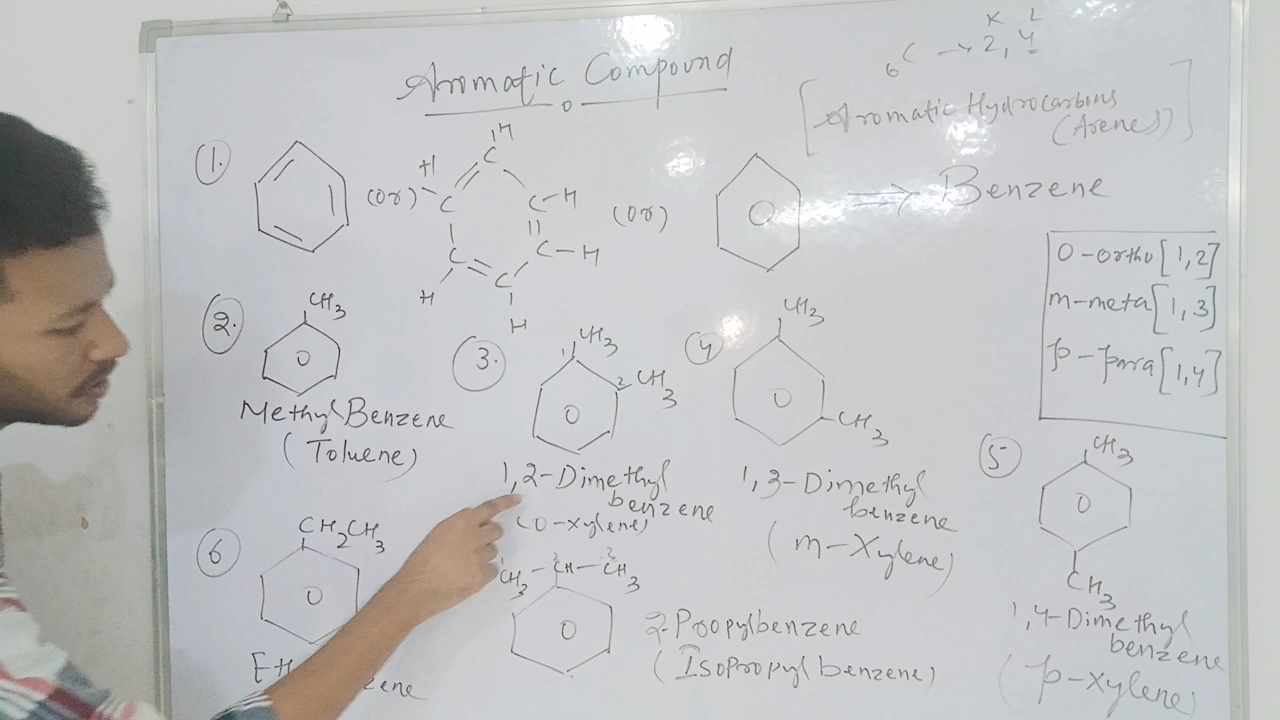 Aromatic Compound
K L
6C → 2, 4
[Aromatic Hydrocarbons
(Arenes)]
1.
(or)
H
H C
C
C-H
C-H
C
C
H
H
(or)
⇒ Benzene
O-ortho [1,2]
m-meta [1,3]
p-para [1,4]
2.
CH3
Methyl Benzene
(Toluene)
3.
1 CH3
2 CH3
1,2-Dimethyl
benzene
(O-xylene)
4
CH3
CH3
1,3-Dimethyl
benzene
(m-Xylene)
5
CH3
CH3
1,4-Dimethyl
benzene
(p-xylene)
6
CH2CH3
CH3-CH-CH3
2-Propylbenzene
(Isopropyl benzene)